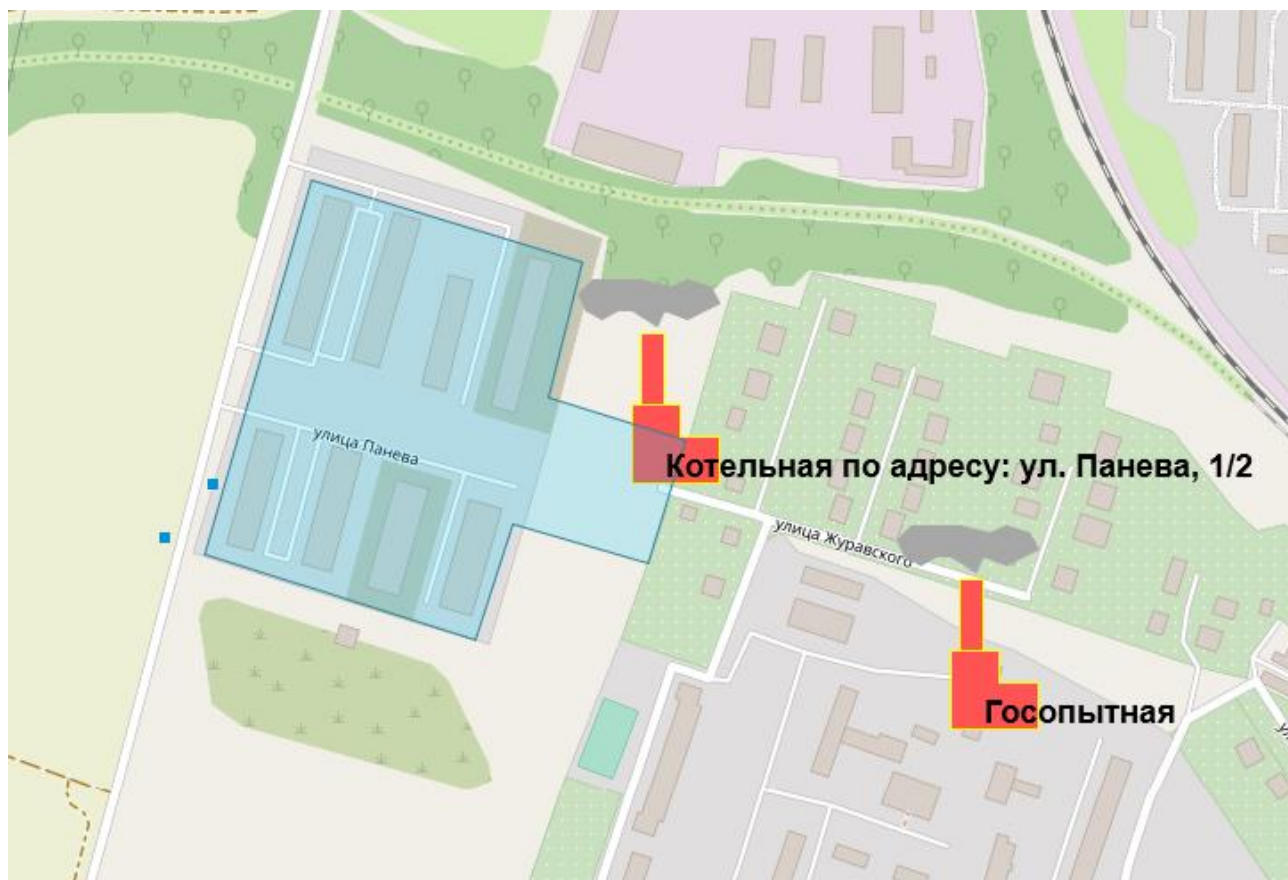 улица Панева
Котельная по адресу: ул. Панева, 1/2
улица Журавского
Госопытная